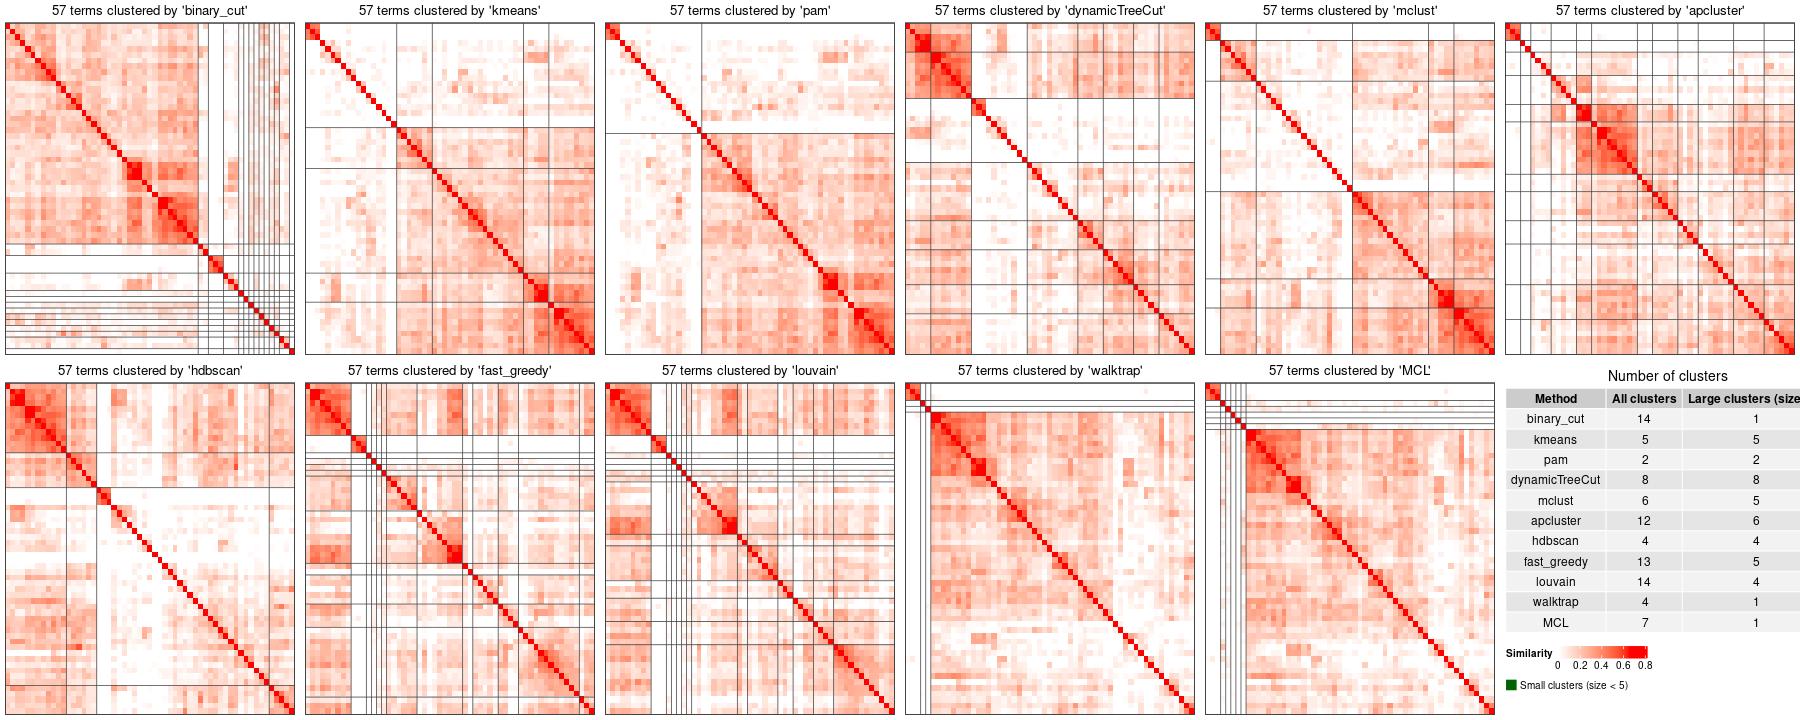 57 terms clustered by 'binary_cut'
57 terms clustered by 'kmeans'
57 terms clustered by 'pam'
57 terms clustered by 'dynamicTreeCut'
57 terms clustered by 'mclust'
57 terms clustered by 'apcluster'
57 terms clustered by 'hdbscan'
57 terms clustered by 'fast_greedy'
57 terms clustered by 'louvain'
57 terms clustered by 'walktrap'
57 terms clustered by 'MCL'
Number of clusters
Method All clusters Large clusters (size
binary_cut 14 1
kmeans 5 5
pam 2 2
dynamicTreeCut 8 8
mclust 6 5
apcluster 12 6
hdbscan 4 4
fast_greedy 13 5
louvain 14 4
walktrap 4 1
MCL 7 1
Similarity
0 0.2 0.4 0.6 0.8
Small clusters (size < 5)